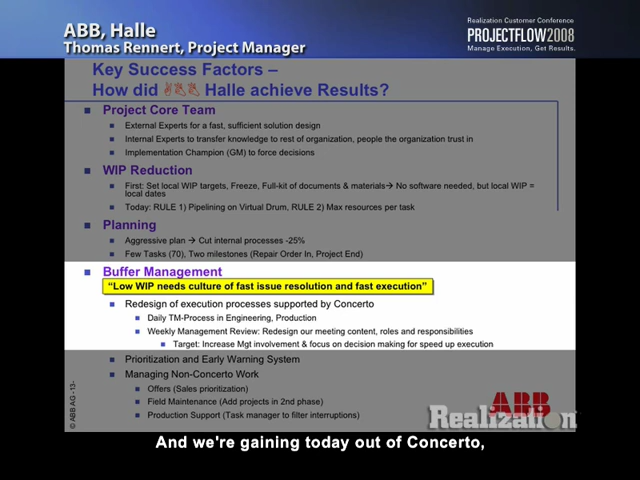 ABB, Halle
Thomas Rennert, Project Manager
Realization Customer Conference
PROJECTFLOW2008
Manage Execution, Get Results.
Key Success Factors –
How did ABB Halle achieve Results?
Project Core Team
External Experts for a fast, sufficient solution design
Internal Experts to transfer knowledge to rest of organization, people the organization trust in
Implementation Champion (GM) to force decisions
WIP Reduction
First: Set local WIP targets, Freeze, Full-kit of documents & materials→ No software needed, but local WIP =
local dates
Today: RULE 1) Pipelining on Virtual Drum, RULE 2) Max resources per task
Planning
Aggressive plan → Cut internal processes -25%
Few Tasks (70), Two milestones (Repair Order In, Project End)
Buffer Management
“Low WIP needs culture of fast issue resolution and fast execution”
Redesign of execution processes supported by Concerto
Daily TM-Process in Engineering, Production
Weekly Management Review: Redesign our meeting content, roles and responsibilities
Target: Increase Mgt involvement & focus on decision making for speed up execution
Prioritization and Early Warning System
Managing Non-Concerto Work
Offers (Sales prioritization)
Field Maintenance (Add projects in 2nd phase)
Production Support (Task manager to filter interruptions)
© ABB AG -13-
ABB
Realization
And we're gaining today out of Concerto,